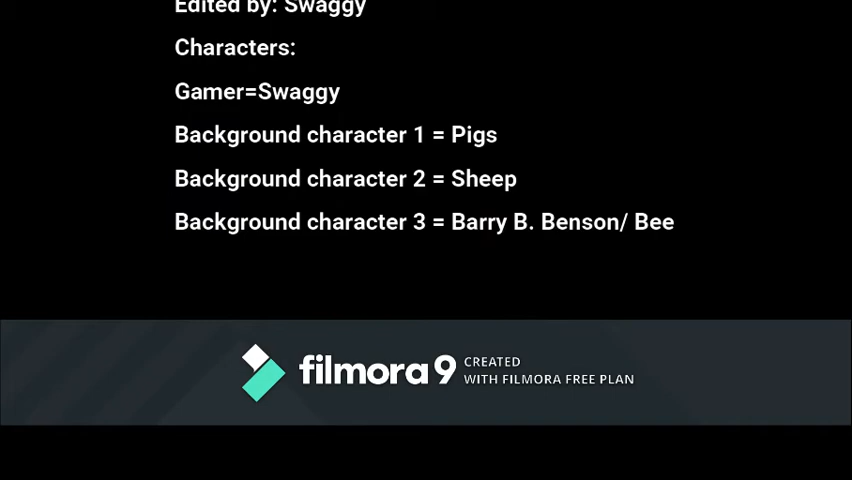 Edited by: Swaggy
Characters:
Gamer=Swaggy
Background character 1 = Pigs
Background character 2 = Sheep
Background character 3 = Barry B. Benson/ Bee
filmora 9
CREATED
WITH FILMORA FREE PLAN